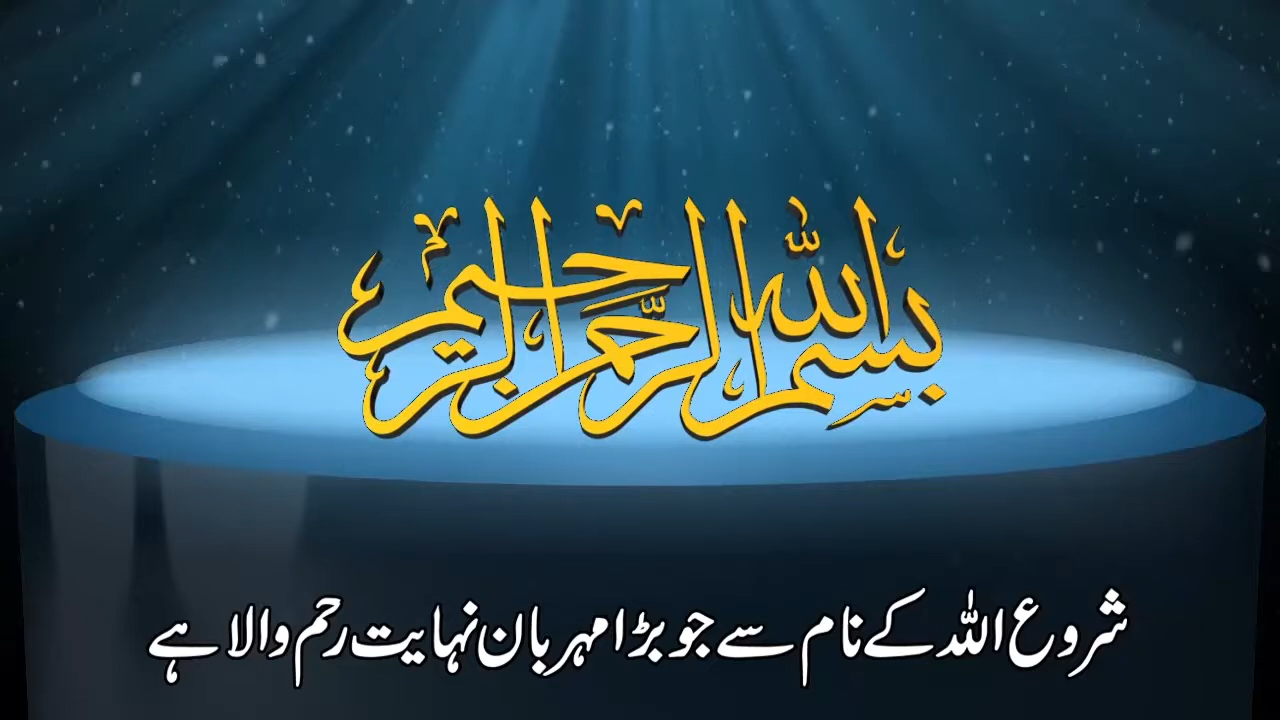 بسم الله الرحمن الرحيم
شروع اللہ کے نام سے جو بڑا مہربان نہایت رحم والا ہے